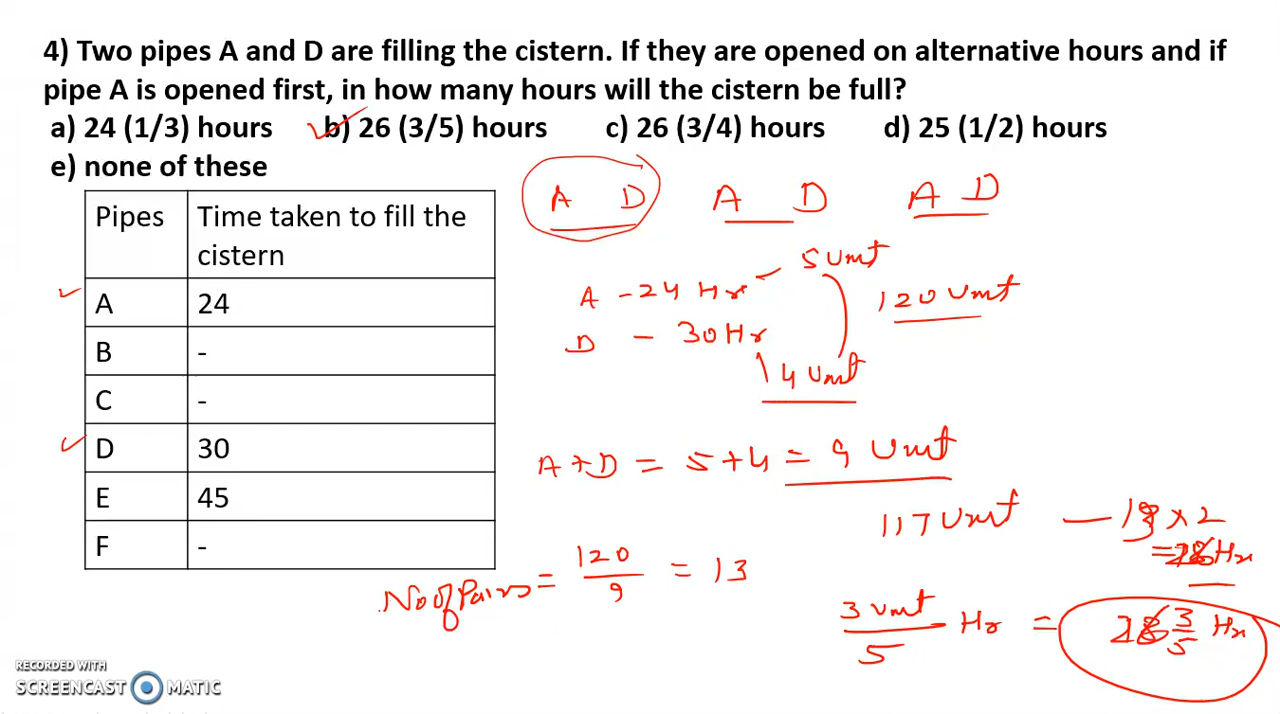 4) Two pipes A and D are filling the cistern. If they are opened on alternative hours and if
pipe A is opened first, in how many hours will the cistern be full?
a) 24 (1/3) hours b) 26 (3/5) hours c) 26 (3/4) hours d) 25 (1/2) hours
e) none of these
Pipes Time taken to fill the
cistern
A 24
B -
C -
D 30
E 45
F -
A D A D A D
5 Unit
A - 24 Hr
120 Unit
D - 30 Hr
4 Unit
A + D = 5 + 4 = 9 Unit
117 Unit — 13 x 2
= 26 Hr
No of Pairs = 120/9 = 13
3 Unit/5 Hr = 26 3/5 Hr
RECORDED WITH
SCREENCAST MATIC